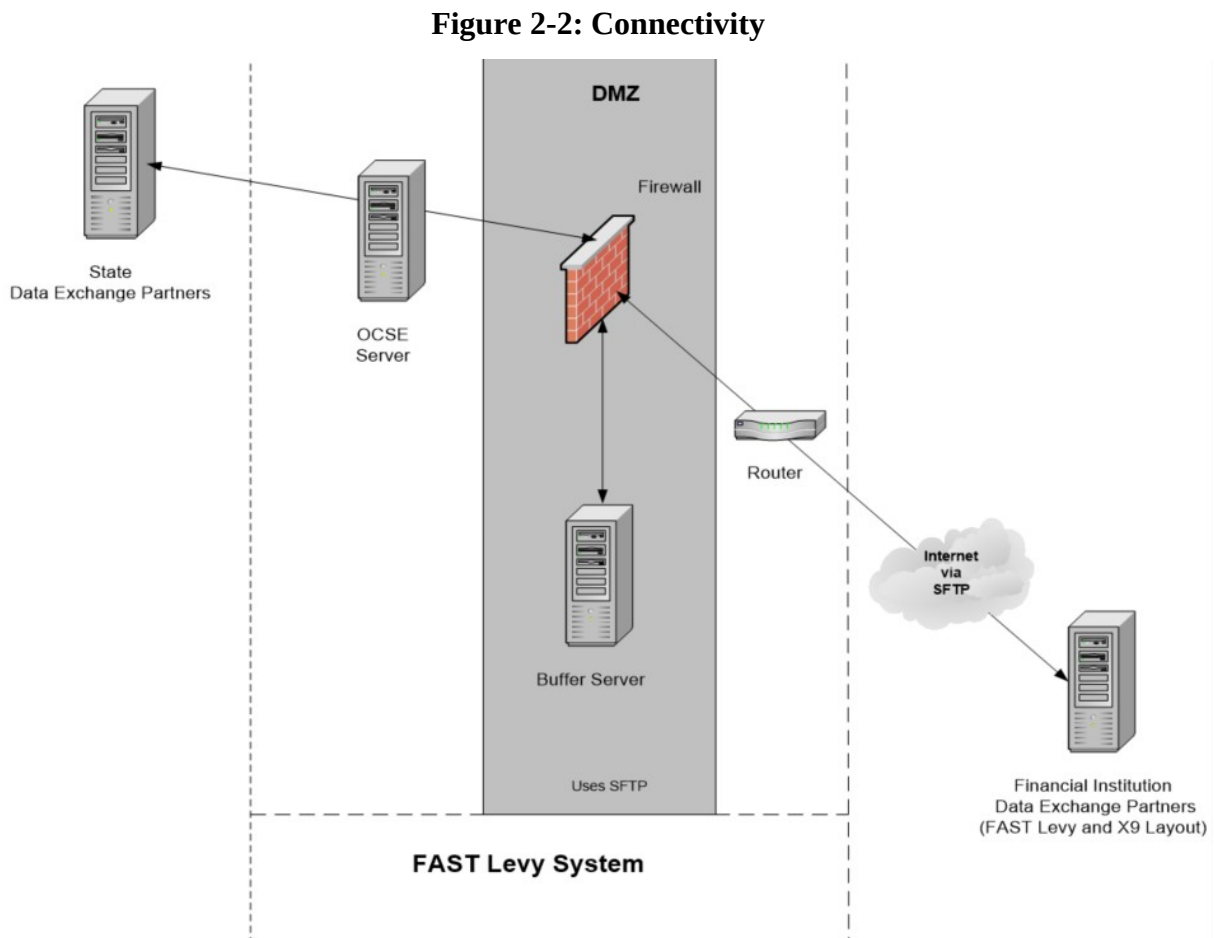 Figure 2-2: Connectivity
DMZ
Firewall
State
Data Exchange Partners
OCSE
Server
Router
Internet
via
SFTP
Buffer Server
Uses SFTP
Financial Institution
Data Exchange Partners
(FAST Levy and X9 Layout)
FAST Levy System